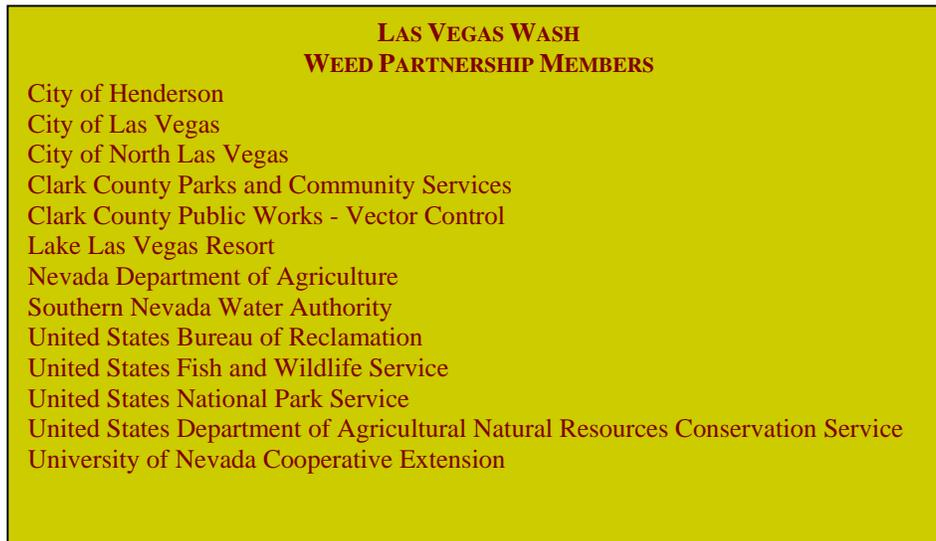 LAS VEGAS WASH
WEED PARTNERSHIP MEMBERS
City of Henderson
City of Las Vegas
City of North Las Vegas
Clark County Parks and Community Services
Clark County Public Works - Vector Control
Lake Las Vegas Resort
Nevada Department of Agriculture
Southern Nevada Water Authority
United States Bureau of Reclamation
United States Fish and Wildlife Service
United States National Park Service
United States Department of Agricultural Natural Resources Conservation Service
University of Nevada Cooperative Extension